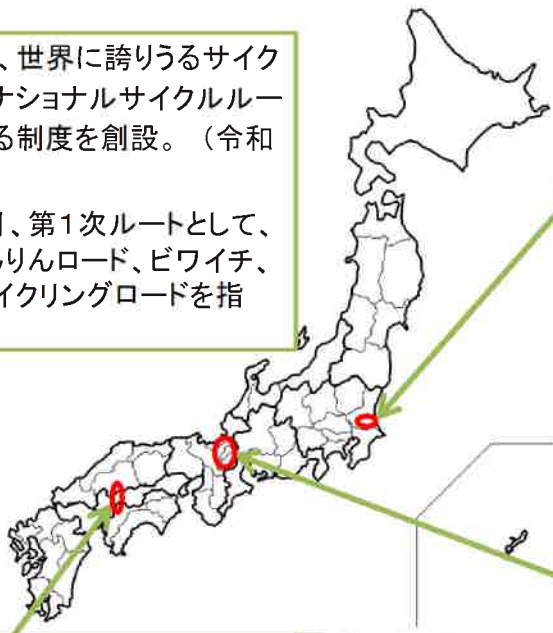 、世界に誇りうるサイク
ナショナルサイクルルー
る制度を創設。（令和
、第1次ルートとして、
りんロード、ビワイチ、
イクリングロードを指